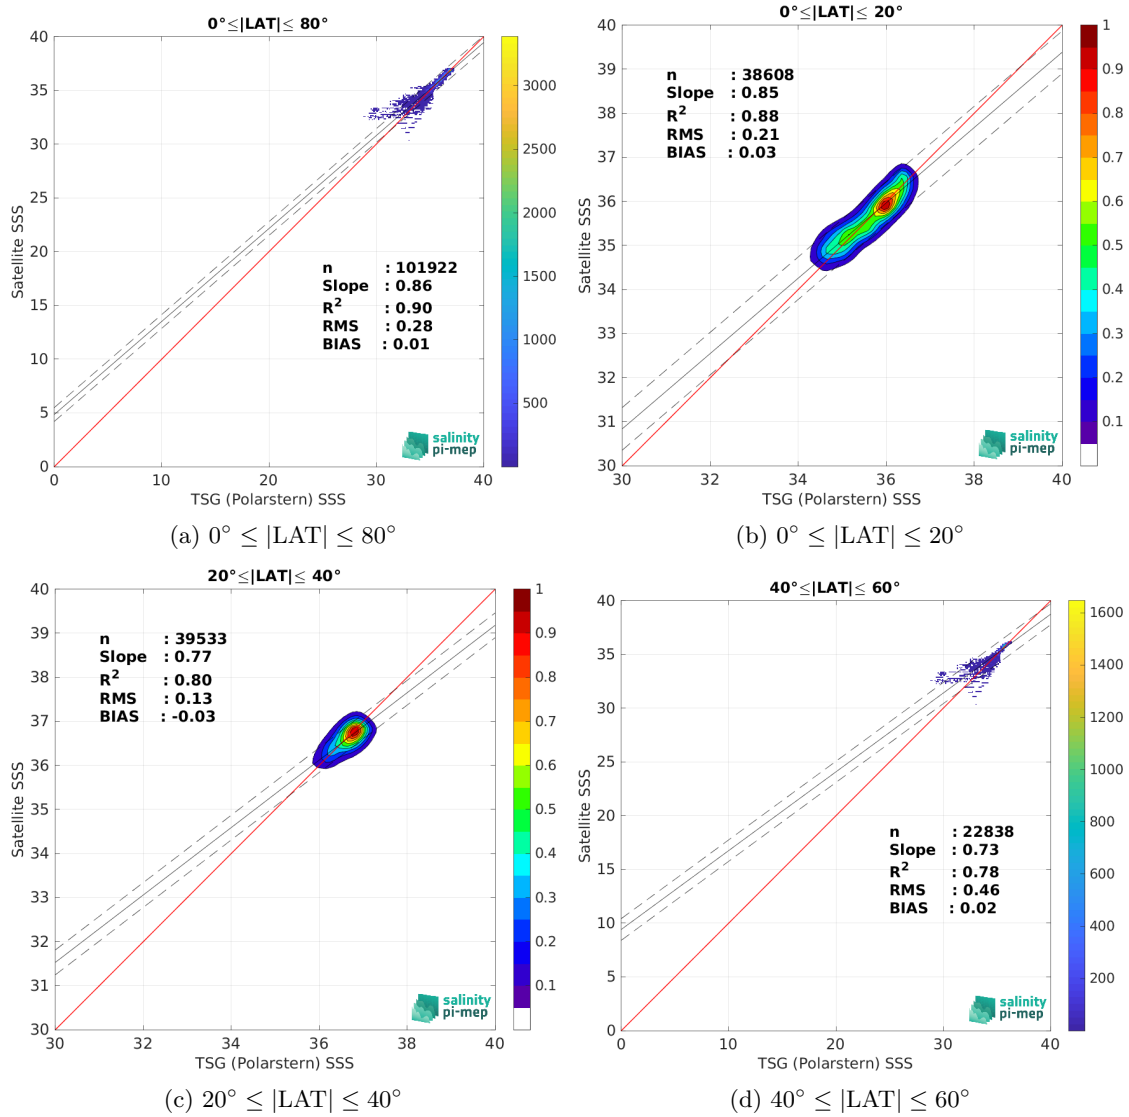 0°≤|LAT|≤ 80°
40
35
30
25
20
15
10
5
0
0
10
20
30
40
Satellite SSS
TSG (Polarstern) SSS
n : 101922
Slope : 0.86
R² : 0.90
RMS : 0.28
BIAS : 0.01
salinity
pi-mep
3000
2500
2000
1500
1000
500
(a) 0° ≤ |LAT| ≤ 80°
0°≤|LAT|≤ 20°
40
39
38
37
36
35
34
33
32
31
30
30
32
34
36
38
40
Satellite SSS
TSG (Polarstern) SSS
n : 38608
Slope : 0.85
R² : 0.88
RMS : 0.21
BIAS : 0.03
salinity
pi-mep
1
0.9
0.8
0.7
0.6
0.5
0.4
0.3
0.2
0.1
(b) 0° ≤ |LAT| ≤ 20°
20°≤|LAT|≤ 40°
40
39
38
37
36
35
34
33
32
31
30
30
32
34
36
38
40
Satellite SSS
TSG (Polarstern) SSS
n : 39533
Slope : 0.77
R² : 0.80
RMS : 0.13
BIAS : -0.03
salinity
pi-mep
1
0.9
0.8
0.7
0.6
0.5
0.4
0.3
0.2
0.1
(c) 20° ≤ |LAT| ≤ 40°
40°≤|LAT|≤ 60°
40
35
30
25
20
15
10
5
0
0
10
20
30
40
Satellite SSS
TSG (Polarstern) SSS
n : 22838
Slope : 0.73
R² : 0.78
RMS : 0.46
BIAS : 0.02
salinity
pi-mep
1600
1400
1200
1000
800
600
400
200
(d) 40° ≤ |LAT| ≤ 60°